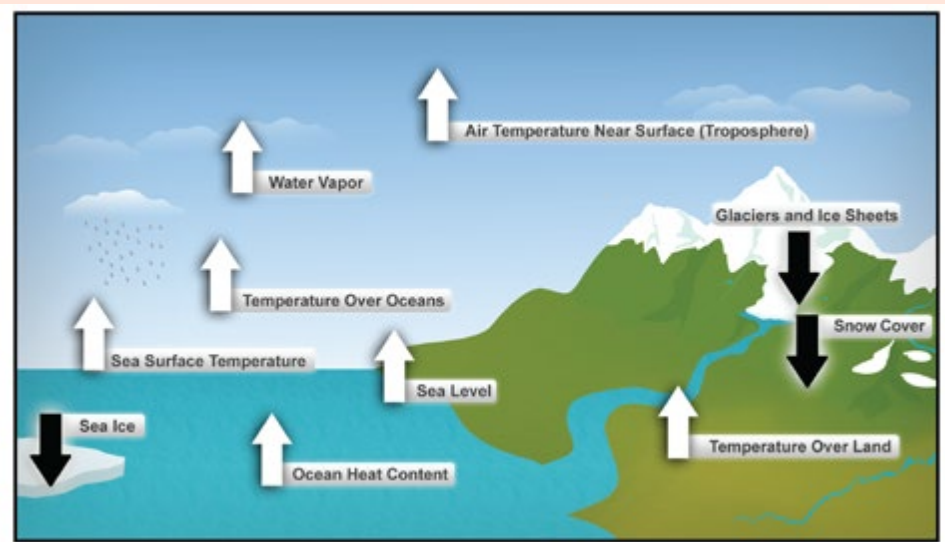 Air Temperature Near Surface (Troposphere)
Water Vapor
Glaciers and Ice Sheets
Temperature Over Oceans
Snow Cover
Sea Surface Temperature
Sea Level
Sea Ice
Temperature Over Land
Ocean Heat Content